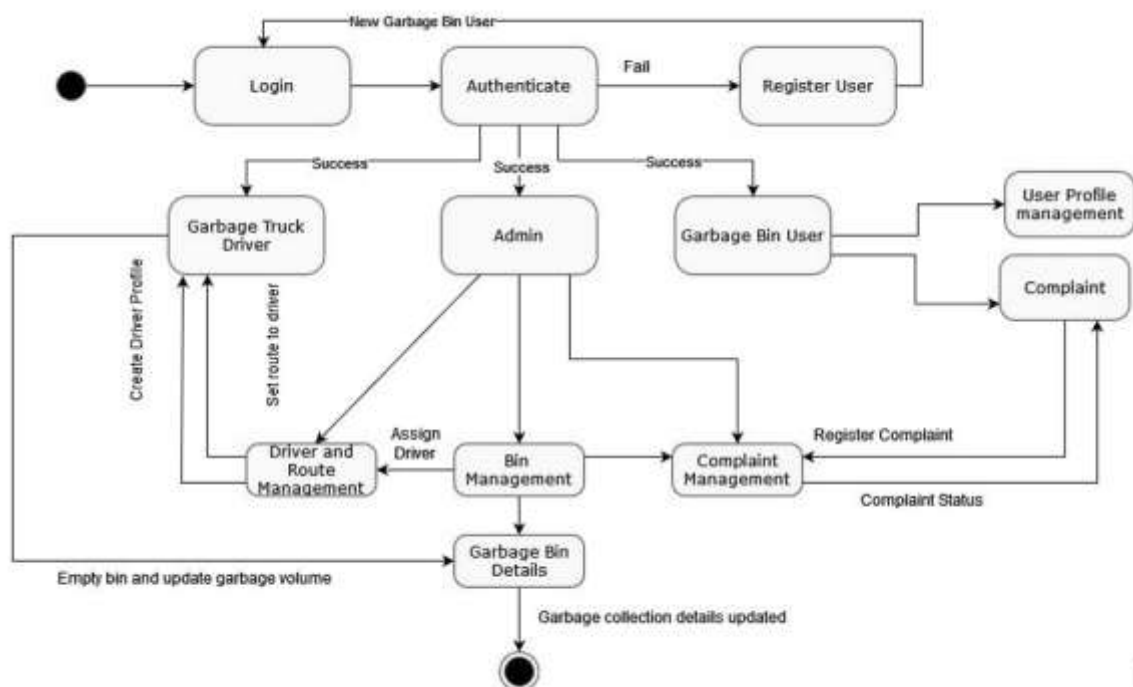 New Garbage Bin User
Login
Authenticate
Fail
Register User
Success
Success
Success
Garbage Truck
Driver
Admin
Garbage Bin User
User Profile
management
Complaint
Create Driver Profile
Set route to driver
Assign
Driver
Driver and
Route
Management
Bin
Management
Complaint
Management
Register Complaint
Complaint Status
Garbage Bin
Details
Empty bin and update garbage volume
Garbage collection details updated